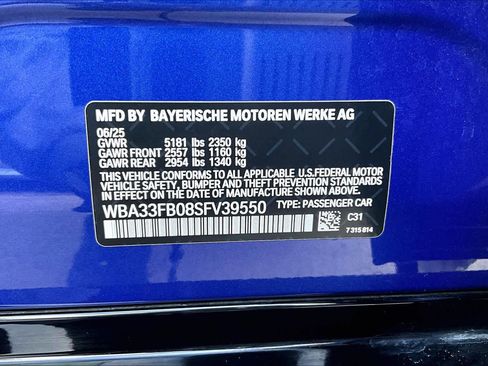 MFD BY BAYERISCHE MOTOREN WERKE AG
06/25
GVWR 5181 lbs 2350 kg
GAWR FRONT 2557 lbs 1160 kg
GAWR REAR 2954 lbs 1340 kg
THIS VEHICLE CONFORMS TO ALL APPLICABLE U.S.FEDERAL MOTOR
VEHICLE SAFETY, BUMPER, AND THEFT PREVENTION STANDARDS
IN EFFECT ON THE DATE OF MANUFACTURE SHOWN ABOVE.
WBA33FB08SFV39550 TYPE: PASSENGER CAR
C31
7 315 814